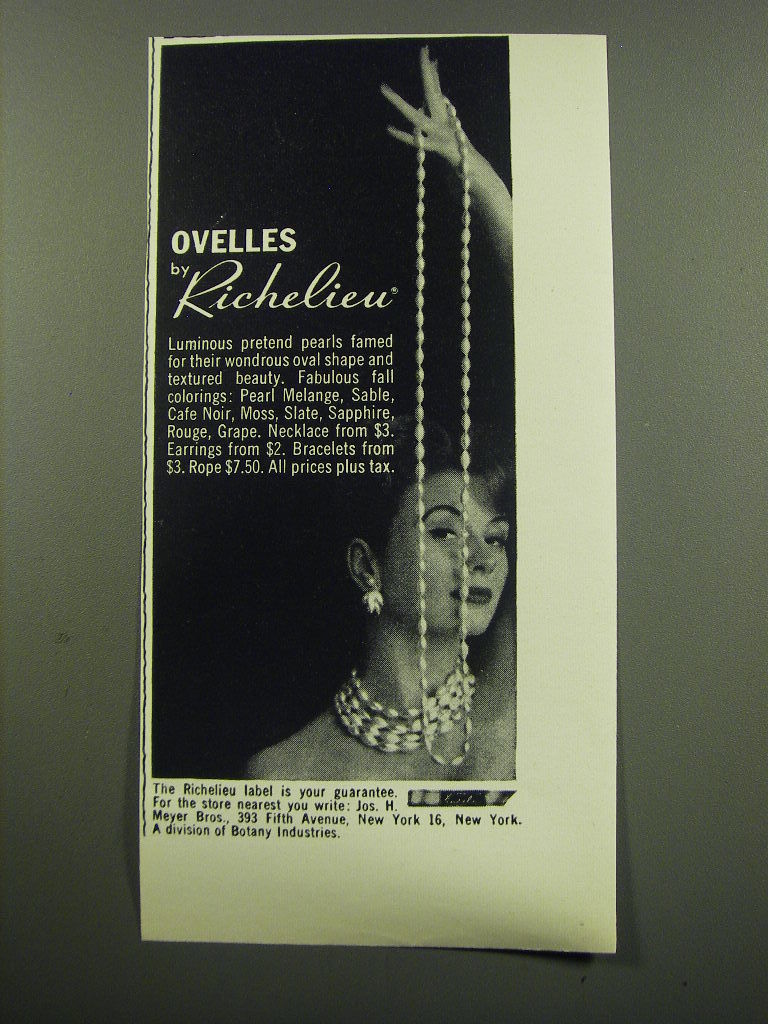 OVELLES
by Richelieu®
Luminous pretend pearls famed
for their wondrous oval shape and
textured beauty. Fabulous fall
colorings: Pearl Melange, Sable,
Cafe Noir, Moss, Slate, Sapphire,
Rouge, Grape. Necklace from $3.
Earrings from $2. Bracelets from
$3. Rope $7.50. All prices plus tax.
The Richelieu label is your guarantee.
For the store nearest you write: Jos. H.
Meyer Bros., 393 Fifth Avenue, New York 16, New York.
A division of Botany Industries.